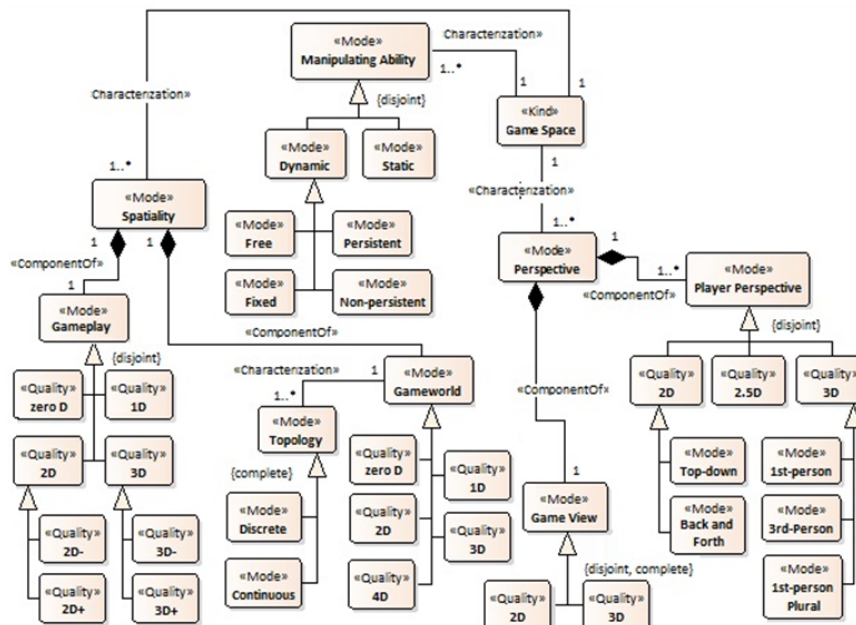 Characterization»
«Mode»
Manipulating Ability
Characterization»
1..*
1
1
{disjoint}
«Kind»
Game Space
Characterization»
«Mode»
Dynamic
«Mode»
Static
1
1..*
«Characterization»
«Mode»
Spatiality
1
1
«Mode»
Free
«Mode»
Persistent
1..*
«Mode»
Perspective
1
«ComponentOf»
«Mode»
Fixed
«Mode»
Non-persistent
1..*
«Mode»
Player Perspective
«ComponentOf»
1
«Mode»
Gameplay
«ComponentOf»
{disjoint}
{disjoint}
«Characterization»
1
«Mode»
Gameworld
«Quality»
2D
«Quality»
2.5D
«Quality»
3D
«Quality»
zero D
«Quality»
1D
1..*
«ComponentOf»
«Mode»
Topology
«Quality»
2D
«Quality»
3D
{complete}
«Quality»
zero D
«Quality»
1D
«Mode»
Top-down
«Mode»
1st-person
1
«Mode»
Discrete
«Quality»
2D
«Quality»
3D
«Mode»
Game View
«Mode»
Back and
Forth
«Mode»
3rd-Person
«Quality»
2D-
«Quality»
3D-
«Mode»
Continuous
«Quality»
4D
{disjoint, complete}
«Mode»
1st-person
Plural
«Quality»
2D+
«Quality»
3D+
«Quality»
2D
«Quality»
3D